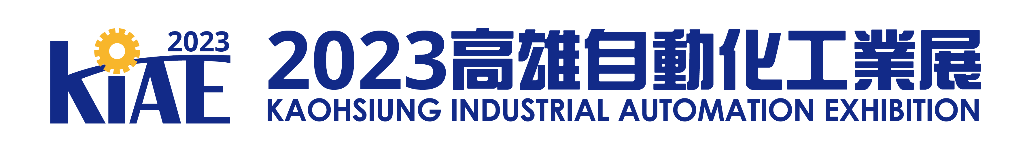 2023
KiAE
2023高雄自動化工業展
KAOHSIUNG INDUSTRIAL AUTOMATION EXHIBITION